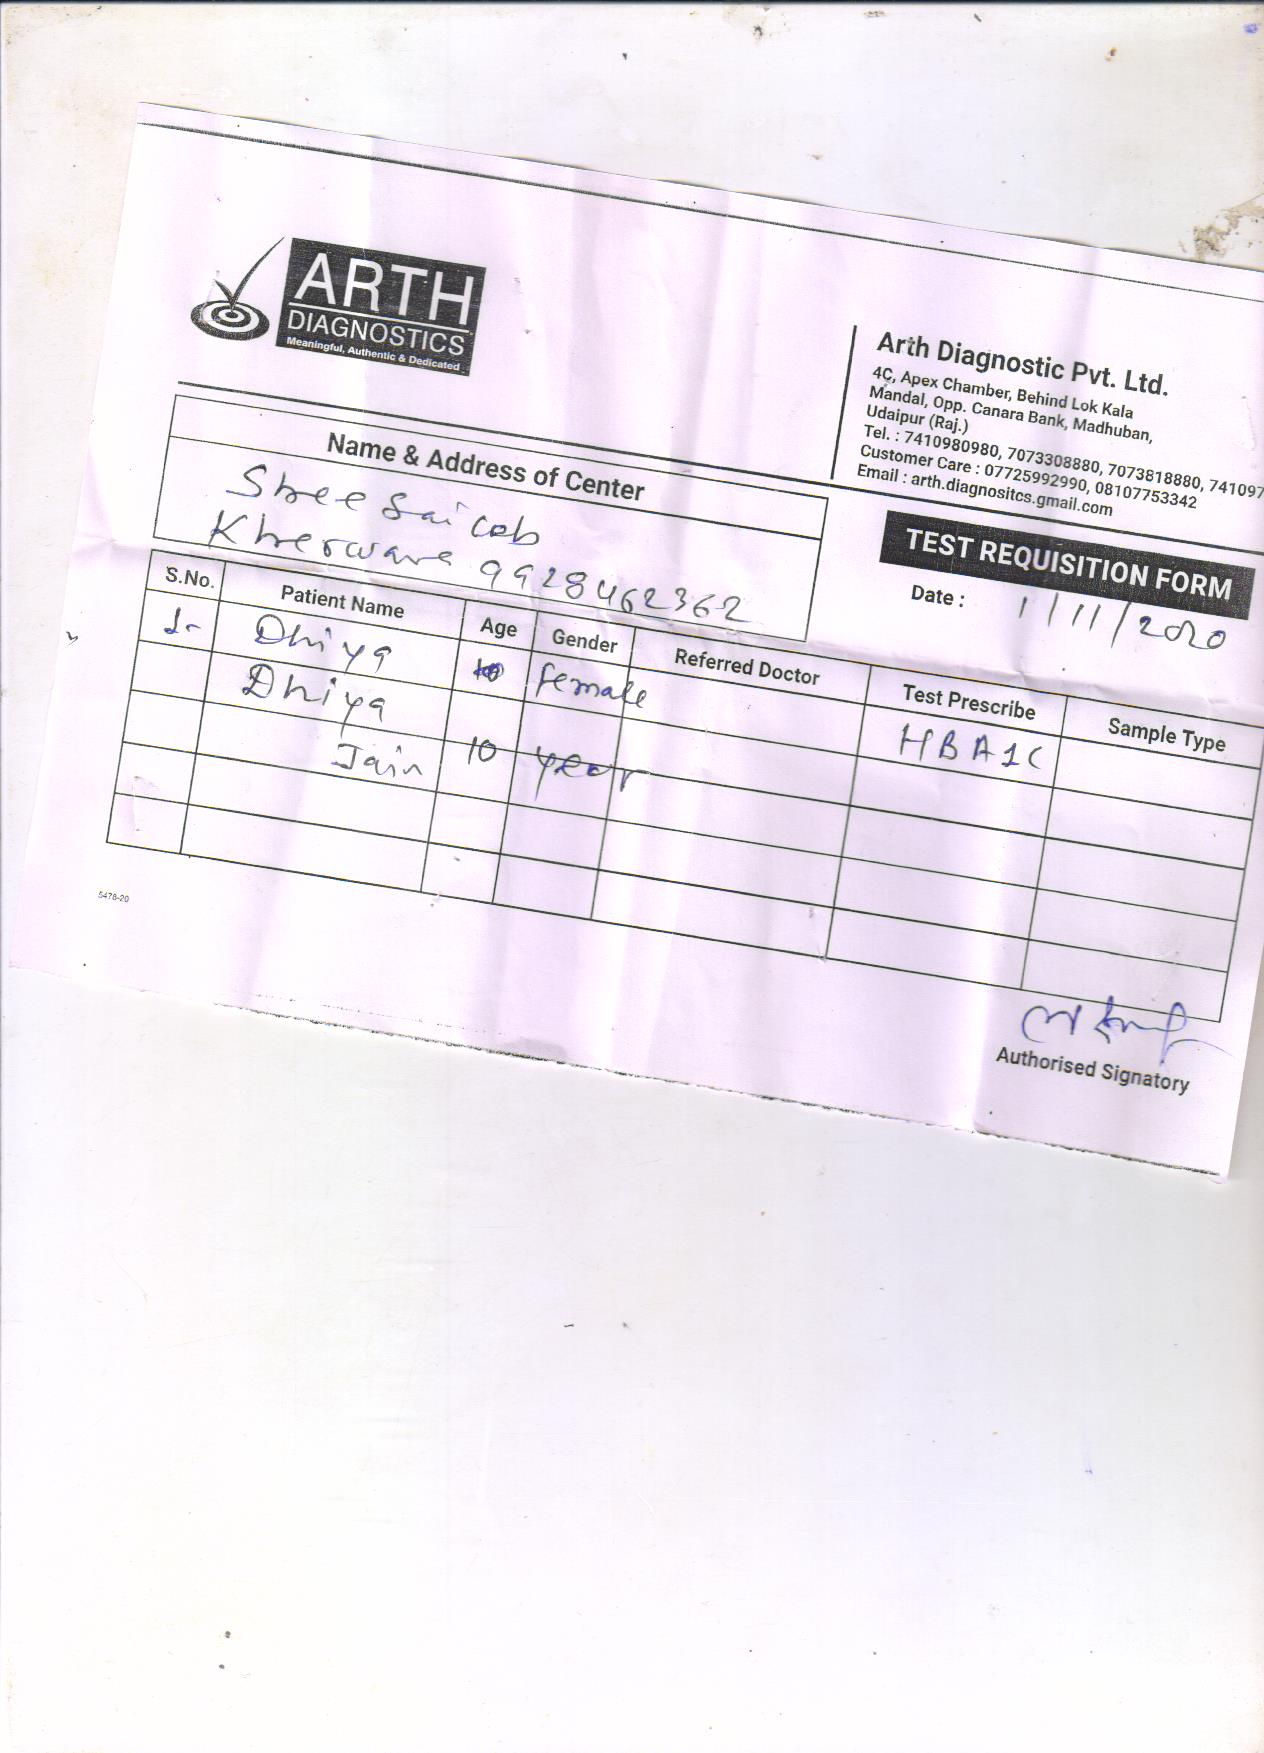 ARTH
DIAGNOSTICS
Meaningful, Authentic & Dedicated
Arth Diagnostic Pvt. Ltd.
4C, Apex Chamber, Behind Lok Kala
Mandal, Opp. Canara Bank, Madhuban,
Udaipur (Raj.)
Tel. : 7410980980, 7073308880, 7073818880, 741097
Customer Care : 07725992990, 08107753342
Email : arth.diagnositcs.gmail.com
Name & Address of Center
Shree Sai Lab
Kherwara 9928462362
TEST REQUISITION FORM
Date : 1/11/2020
S.No. Patient Name Age Gender Referred Doctor Test Prescribe Sample Type
1- Dhiya 10 female HBA1C
Dhiya
Jain 10 year
5478-20
Authorised Signatory